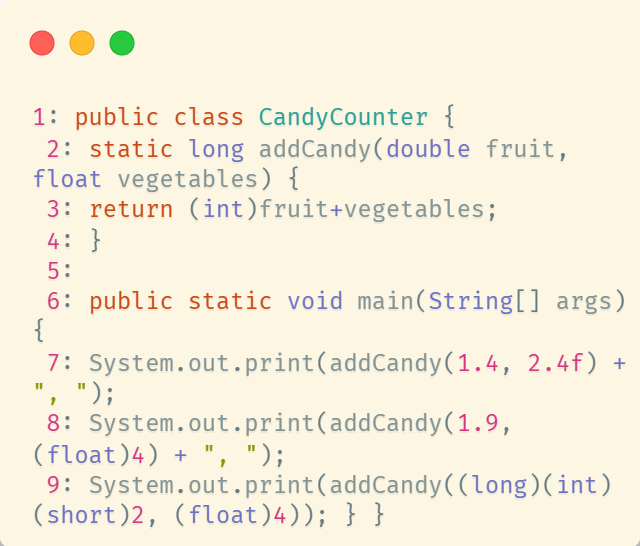 1: public class CandyCounter {
2: static long addCandy(double fruit,
float vegetables) {
3: return (int)fruit+vegetables;
4: }
5:
6: public static void main(String[] args)
{
7: System.out.print(addCandy(1.4, 2.4f) +
", ");
8: System.out.print(addCandy(1.9,
(float)4) + ", ");
9: System.out.print(addCandy((long)(int)
(short)2, (float)4)); } }